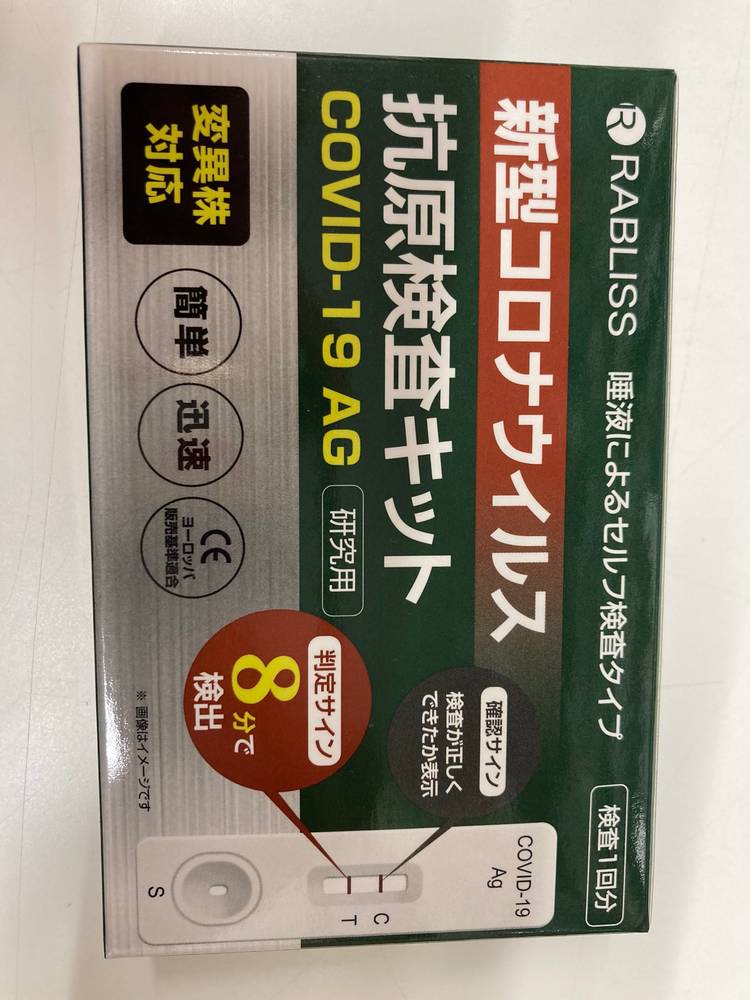 RABLISS
唾液によるセルフ検査タイプ
検査1回分
新型コロナウイルス
抗原検査キット
COVID-19 AG
研究用
変異株
対応
簡単
迅速
CE
ヨーロッパ
販売基準適合
確認サイン
検査が正しく
できたか表示
判定サイン
8分で
検出
※ 画像はイメージです
COVID-19
Ag
C
T
S